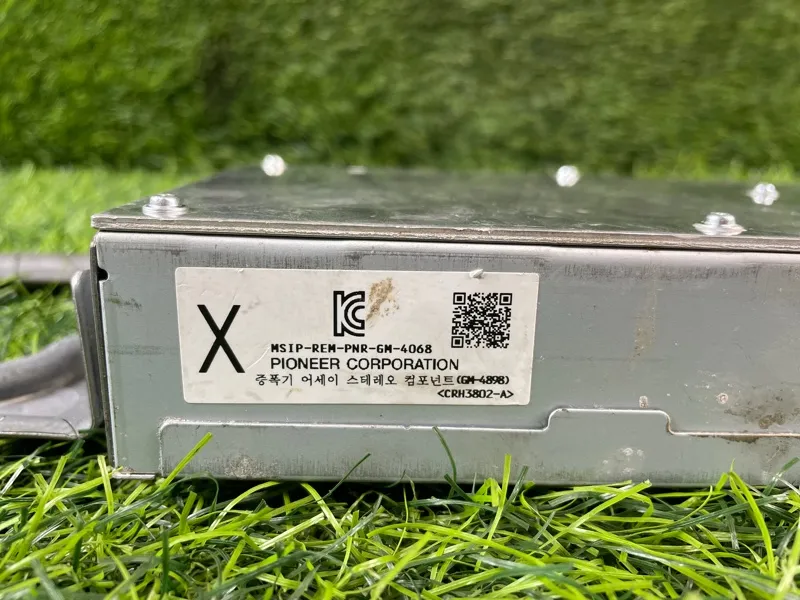 X
KC
MSIP-REM-PNR-GM-4068
PIONEER CORPORATION
증폭기 어세이 스테레오 컴포넌트(GM-4898)
<CRH3802-A>